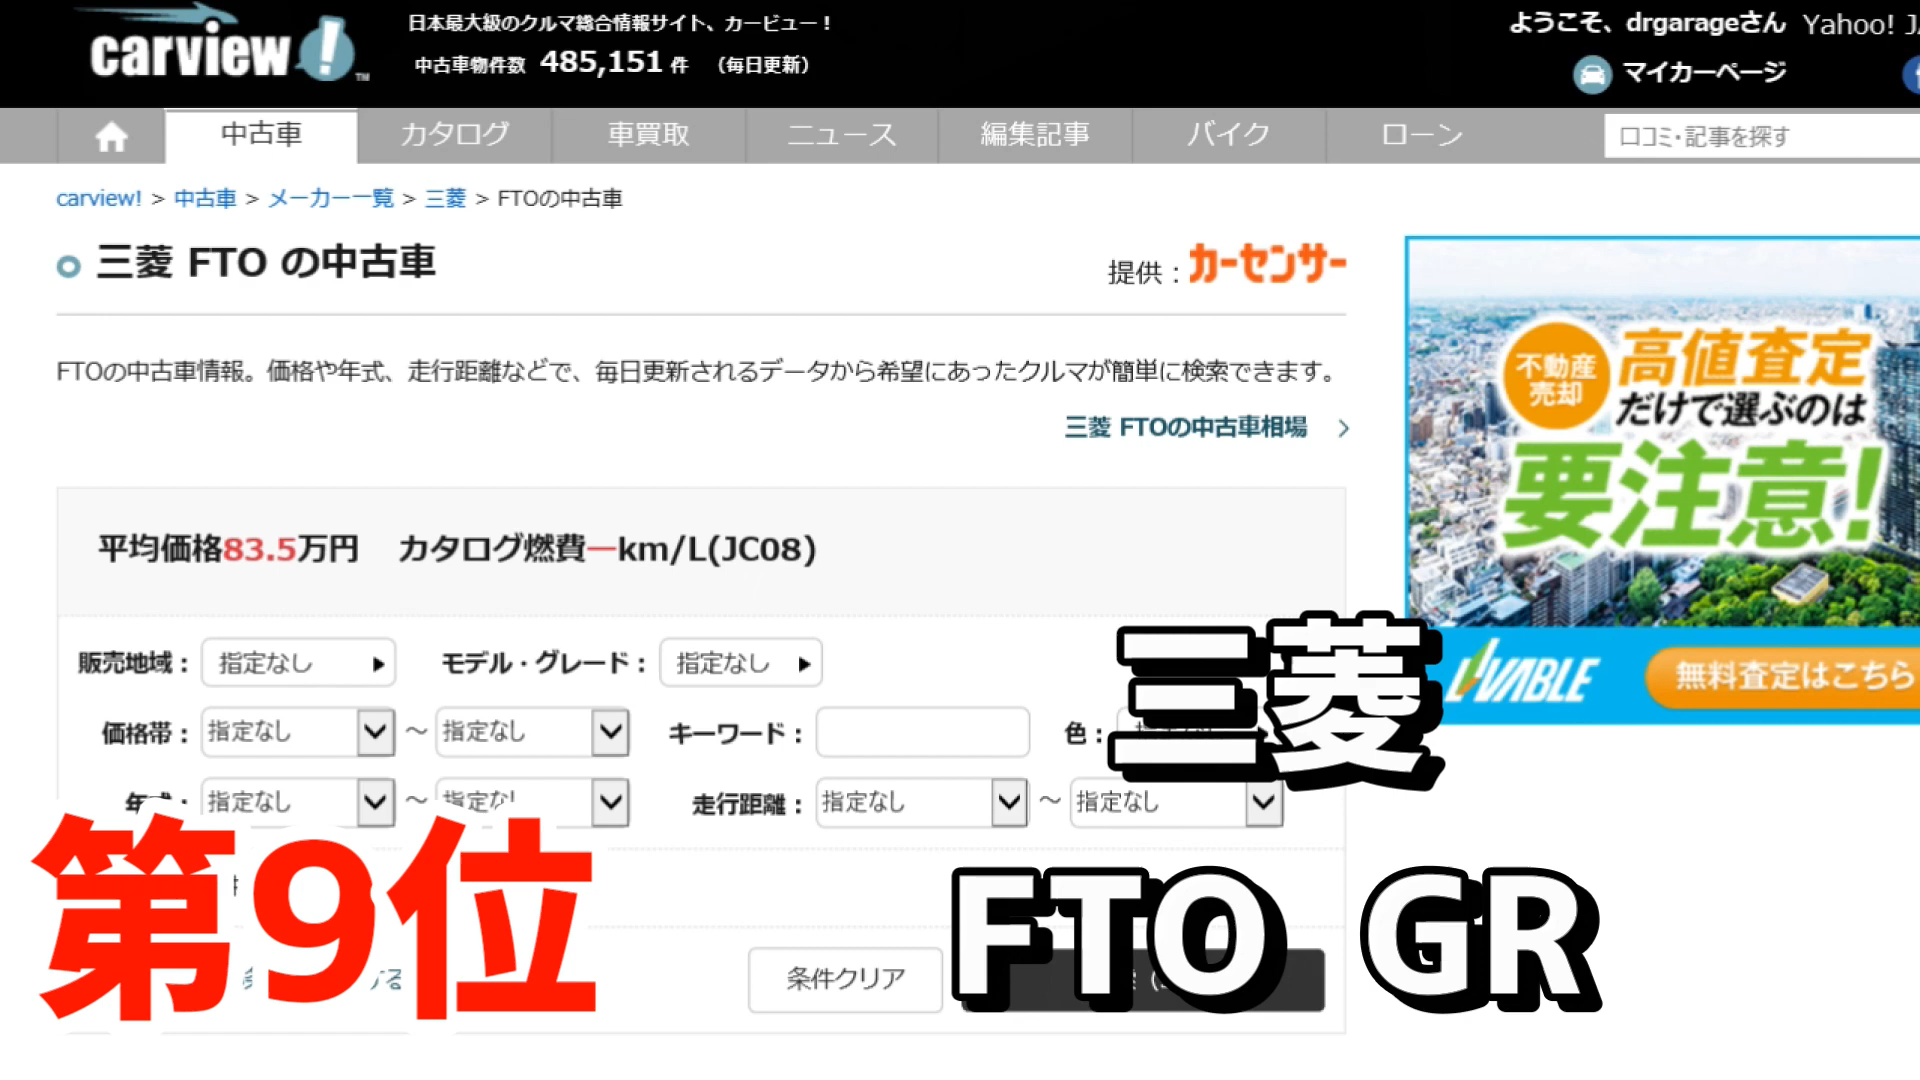 carview!™
日本最大級のクルマ総合情報サイト、カービュー！
中古車物件数 485,151 件 （毎日更新）
ようこそ、drgarageさん Yahoo! J
マイカーページ
中古車 カタログ 車買取 ニュース 編集記事 バイク ローン
口コミ・記事を探す
carview! > 中古車 > メーカー一覧 > 三菱 > FTOの中古車
三菱 FTO の中古車
提供：カーセンサー
FTOの中古車情報。価格や年式、走行距離などで、毎日更新されるデータから希望にあったクルマが簡単に検索できます。
三菱 FTOの中古車相場
平均価格83.5万円 カタログ燃費ーkm/L(JC08)
販売地域： 指定なし モデル・グレード： 指定なし
価格帯： 指定なし ～ 指定なし キーワード： 色：
年式： 指定なし ～ 指定なし 走行距離： 指定なし ～ 指定なし
条件クリア
不動産
売却
高値査定
だけで選ぶのは
要注意!
LIVABLE
無料査定はこちら
三菱
第9位
FTO GR